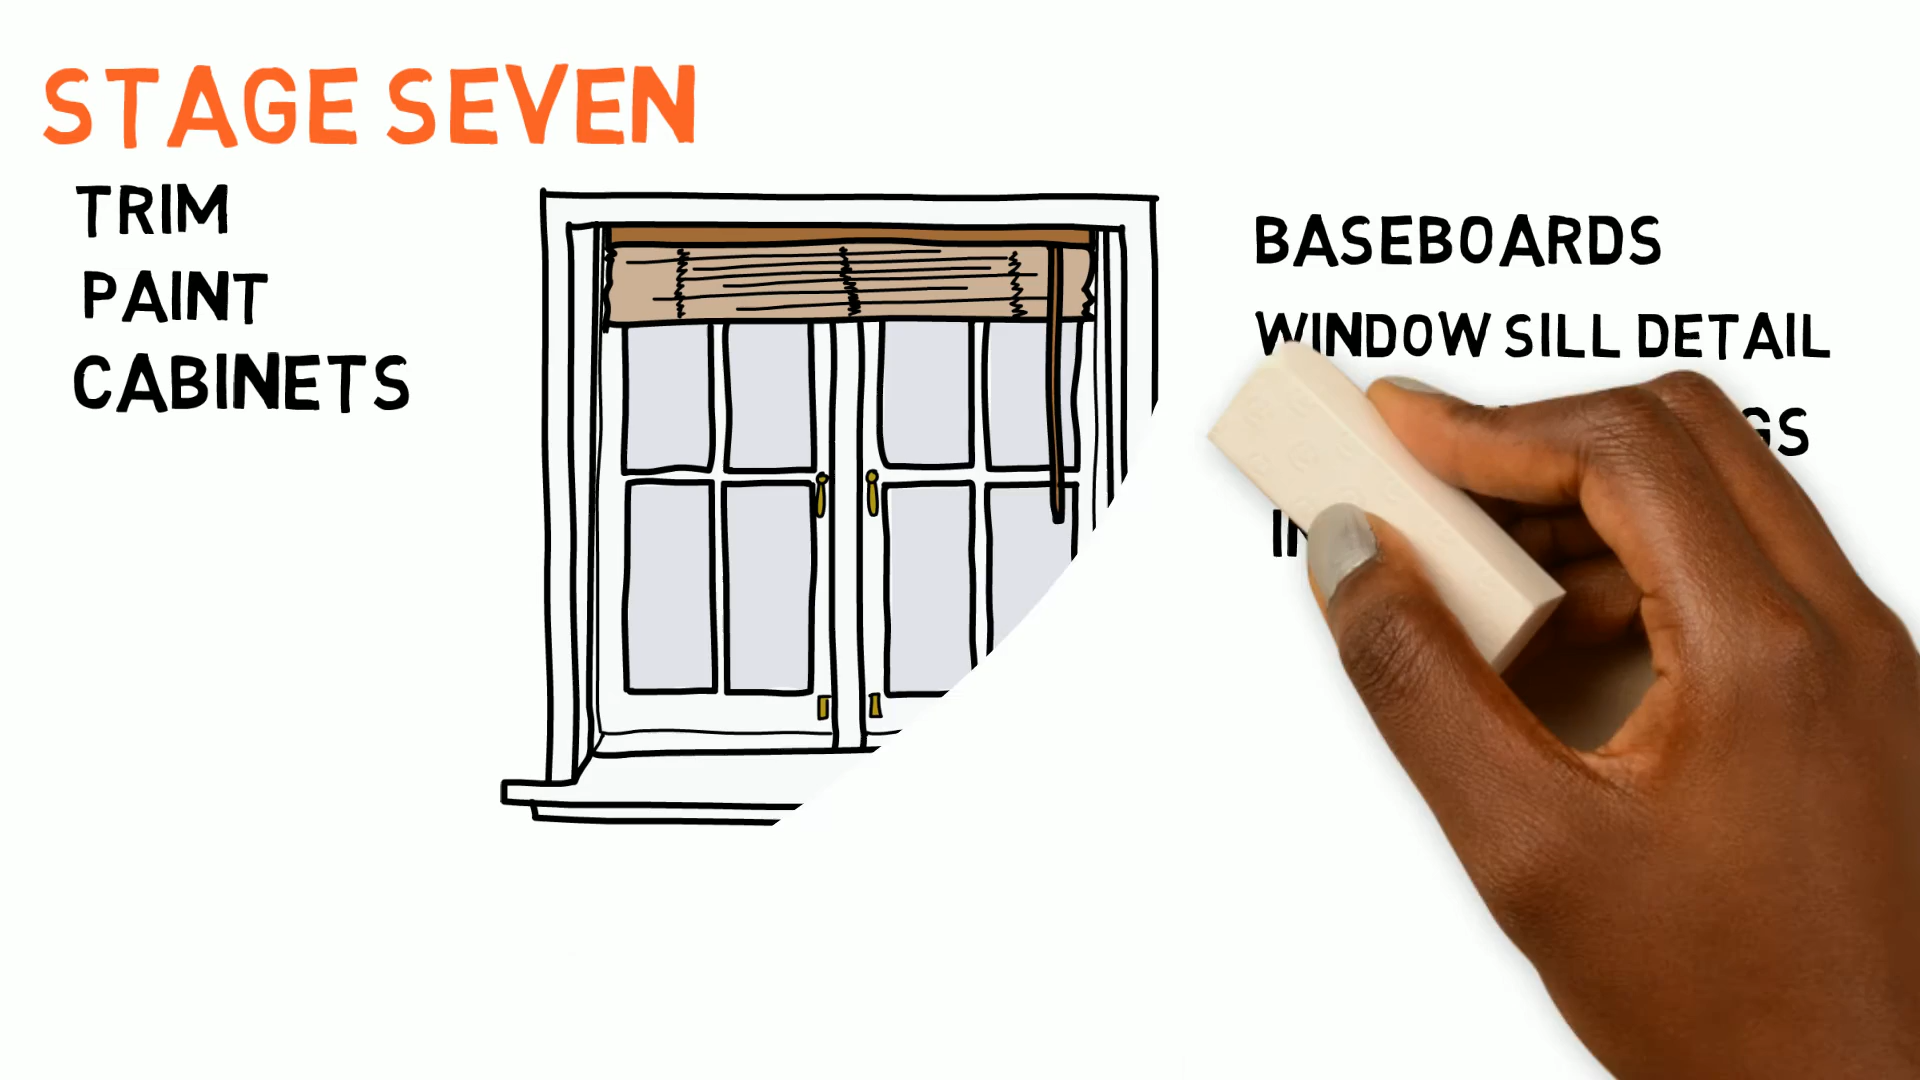 STAGE SEVEN
TRIM
PAINT
CABINETS
BASEBOARDS
WINDOW SILL DETAIL